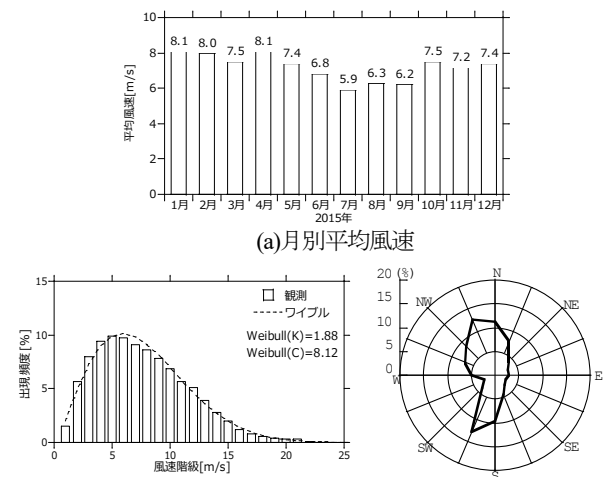 10
8
6
4
2
0
平均風速[m/s]
8.1 8.0 7.5 8.1 7.4 6.8 5.9 6.3 6.2 7.5 7.2 7.4
1月 2月 3月 4月 5月 6月 7月 8月 9月 10月 11月 12月
2015年
(a)月別平均風速
15
10
5
0
出現頻度[%]
観測
ワイブル
Weibull(K)=1.88
Weibull(C)=8.12
0 5 10 15 20 25
風速階級[m/s]
20 (%)
15
10
5
0
N
NE
E
SE
S
SW
W
NW